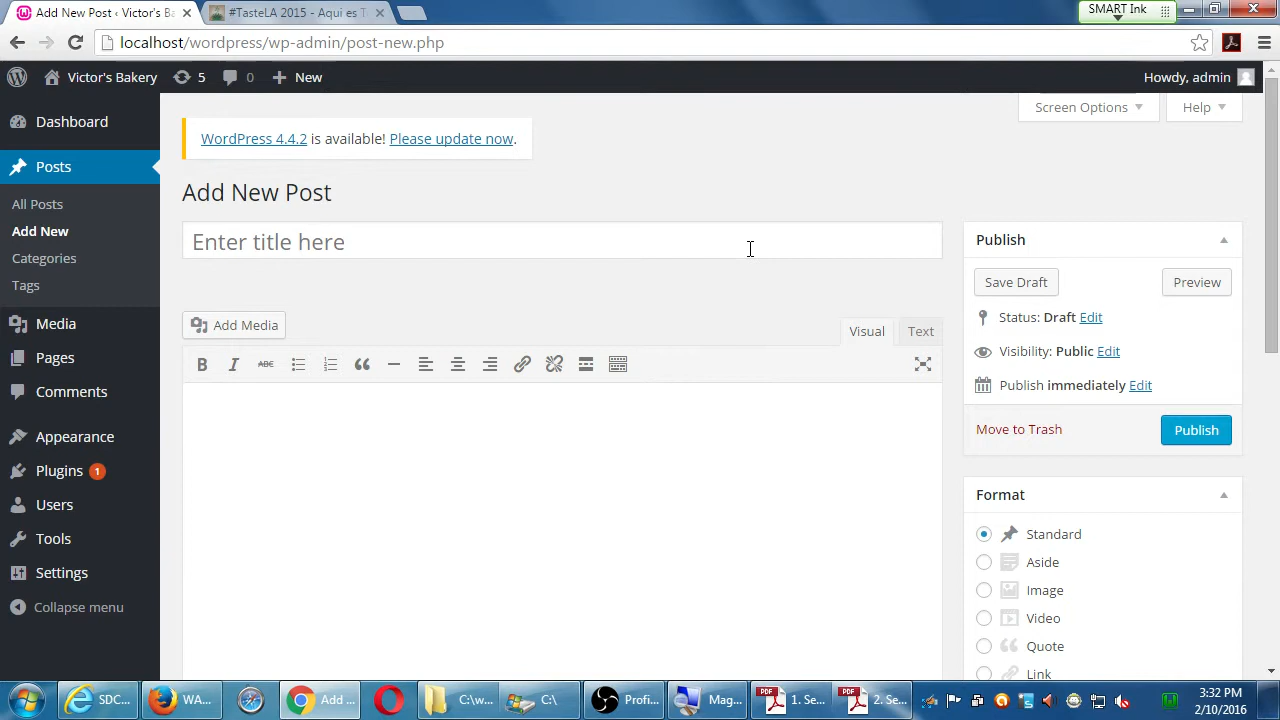 Add New Post ‹ Victor's B
#TasteLA 2015 - Aqui es T
SMART Ink
localhost/wordpress/wp-admin/post-new.php
Victor's Bakery
5
0
New
Howdy, admin
Screen Options
Help
Dashboard
Posts
All Posts
Add New
Categories
Tags
Media
Pages
Comments
Appearance
Plugins 1
Users
Tools
Settings
Collapse menu
WordPress 4.4.2 is available! Please update now.
Add New Post
Enter title here
Add Media
Visual
Text
B I ABC
Publish
Save Draft
Preview
Status: Draft Edit
Visibility: Public Edit
Publish immediately Edit
Move to Trash
Publish
Format
Standard
Aside
Image
Video
Quote
Link
SDC...
WA...
Add ...
C:\w...
C:\
Profi...
Mag...
PDF
1. Se...
PDF
2. Se...
3:32 PM
2/10/2016